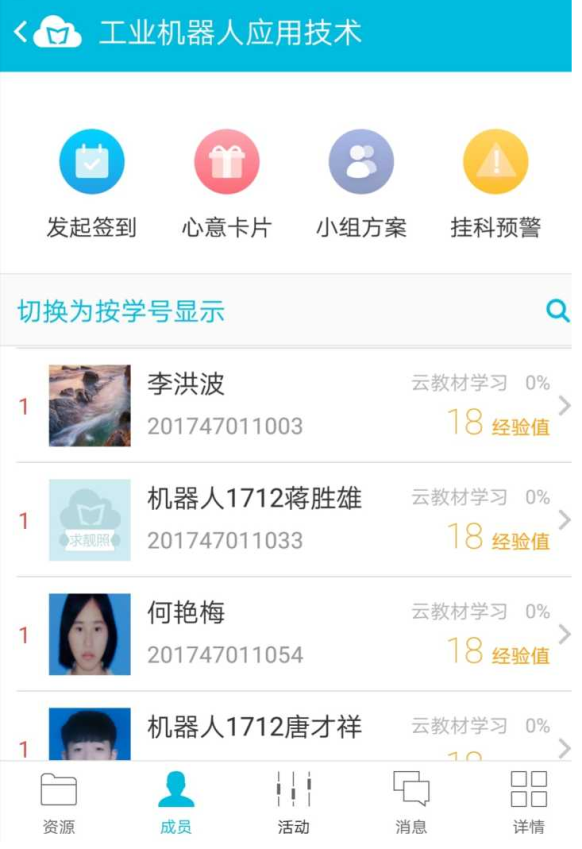 工业机器人应用技术
发起签到 心意卡片 小组方案 挂科预警
切换为按学号显示
李洪波 云教材学习 0%
1
201747011003 18 经验值
机器人1712蒋胜雄 云教材学习 0%
1
求靓照
201747011033 18 经验值
何艳梅 云教材学习 0%
1
201747011054 18 经验值
机器人1712唐才祥 云教材学习 0%
1
资源 成员 活动 消息 详情